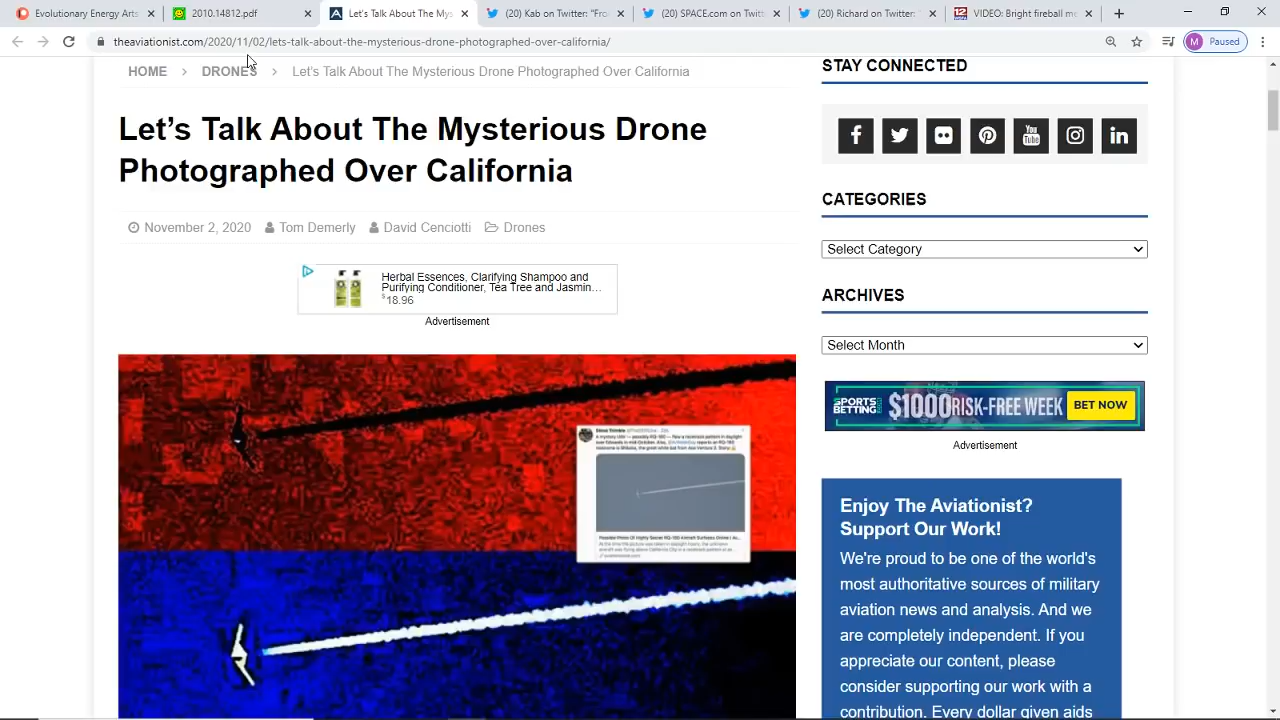 Evolutionary Arts
2010.14812.pdf
Let's Talk About The Mys
(20) Kab on Twitter: "F
(20) SPACE.com on Twi
(20) Richard on Twitter:
VIDEO: Bright fireball m
theaviationist.com/2020/11/02/lets-talk-about-the-mysterious-drone-photographed-over-california/
M Paused
HOME > DRONES > Let's Talk About The Mysterious Drone Photographed Over California
Let's Talk About The Mysterious Drone
Photographed Over California
November 2, 2020 Tom Demerly David Cenciotti Drones
Herbal Essences, Clarifying Shampoo and
Purifying Conditioner, Tea Tree and Jasmin…
$18.96
Advertisement
STAY CONNECTED
You Tube
CATEGORIES
Select Category
ARCHIVES
Select Month
SPORTS
BETTING
$1000 RISK-FREE WEEK BET NOW
Advertisement
Enjoy The Aviationist?
Support Our Work!
We're proud to be one of the world's
most authoritative sources of military
aviation news and analysis. And we
are completely independent. If you
appreciate our content, please
consider supporting our work with a
contribution. Every dollar given aids